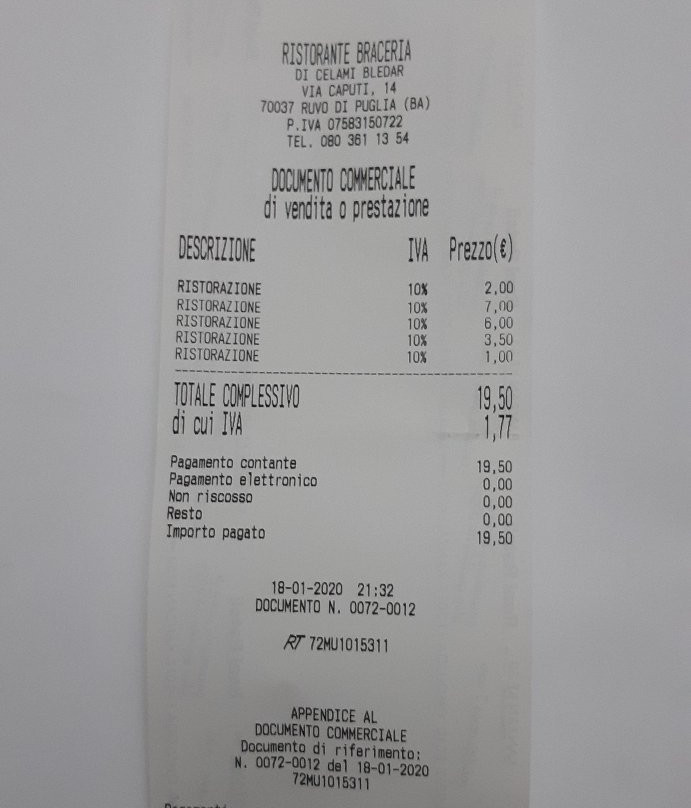 RISTORANTE BRACERIA
DI CELAMI BLEDAR
VIA CAPUTI, 14
70037 RUVO DI PUGLIA (BA)
P.IVA 07583150722
TEL. 080 361 13 54
DOCUMENTO COMMERCIALE
di vendita o prestazione
DESCRIZIONE IVA Prezzo(€)
RISTORAZIONE 10% 2,00
RISTORAZIONE 10% 7,00
RISTORAZIONE 10% 6,00
RISTORAZIONE 10% 3,50
RISTORAZIONE 10% 1,00
TOTALE COMPLESSIVO 19,50
di cui IVA 1,77
Pagamento contante 19,50
Pagamento elettronico 0,00
Non riscosso 0,00
Resto 0,00
Importo pagato 19,50
18-01-2020 21:32
DOCUMENTO N. 0072-0012
RT 72MU1015311
APPENDICE AL
DOCUMENTO COMMERCIALE
Documento di riferimento:
N. 0072-0012 del 18-01-2020
72MU1015311